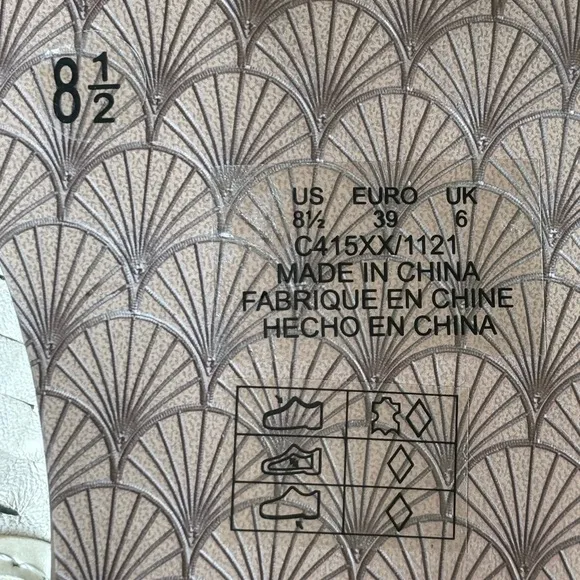 8 1/2
US EURO UK
8½ 39 6
C415XX/1121
MADE IN CHINA
FABRIQUE EN CHINE
HECHO EN CHINA